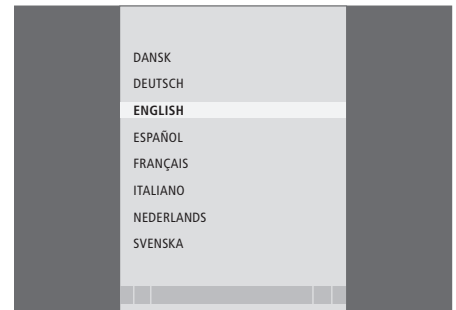 DANSK
DEUTSCH
ENGLISH
ESPAÑOL
FRANÇAIS
ITALIANO
NEDERLANDS
SVENSKA